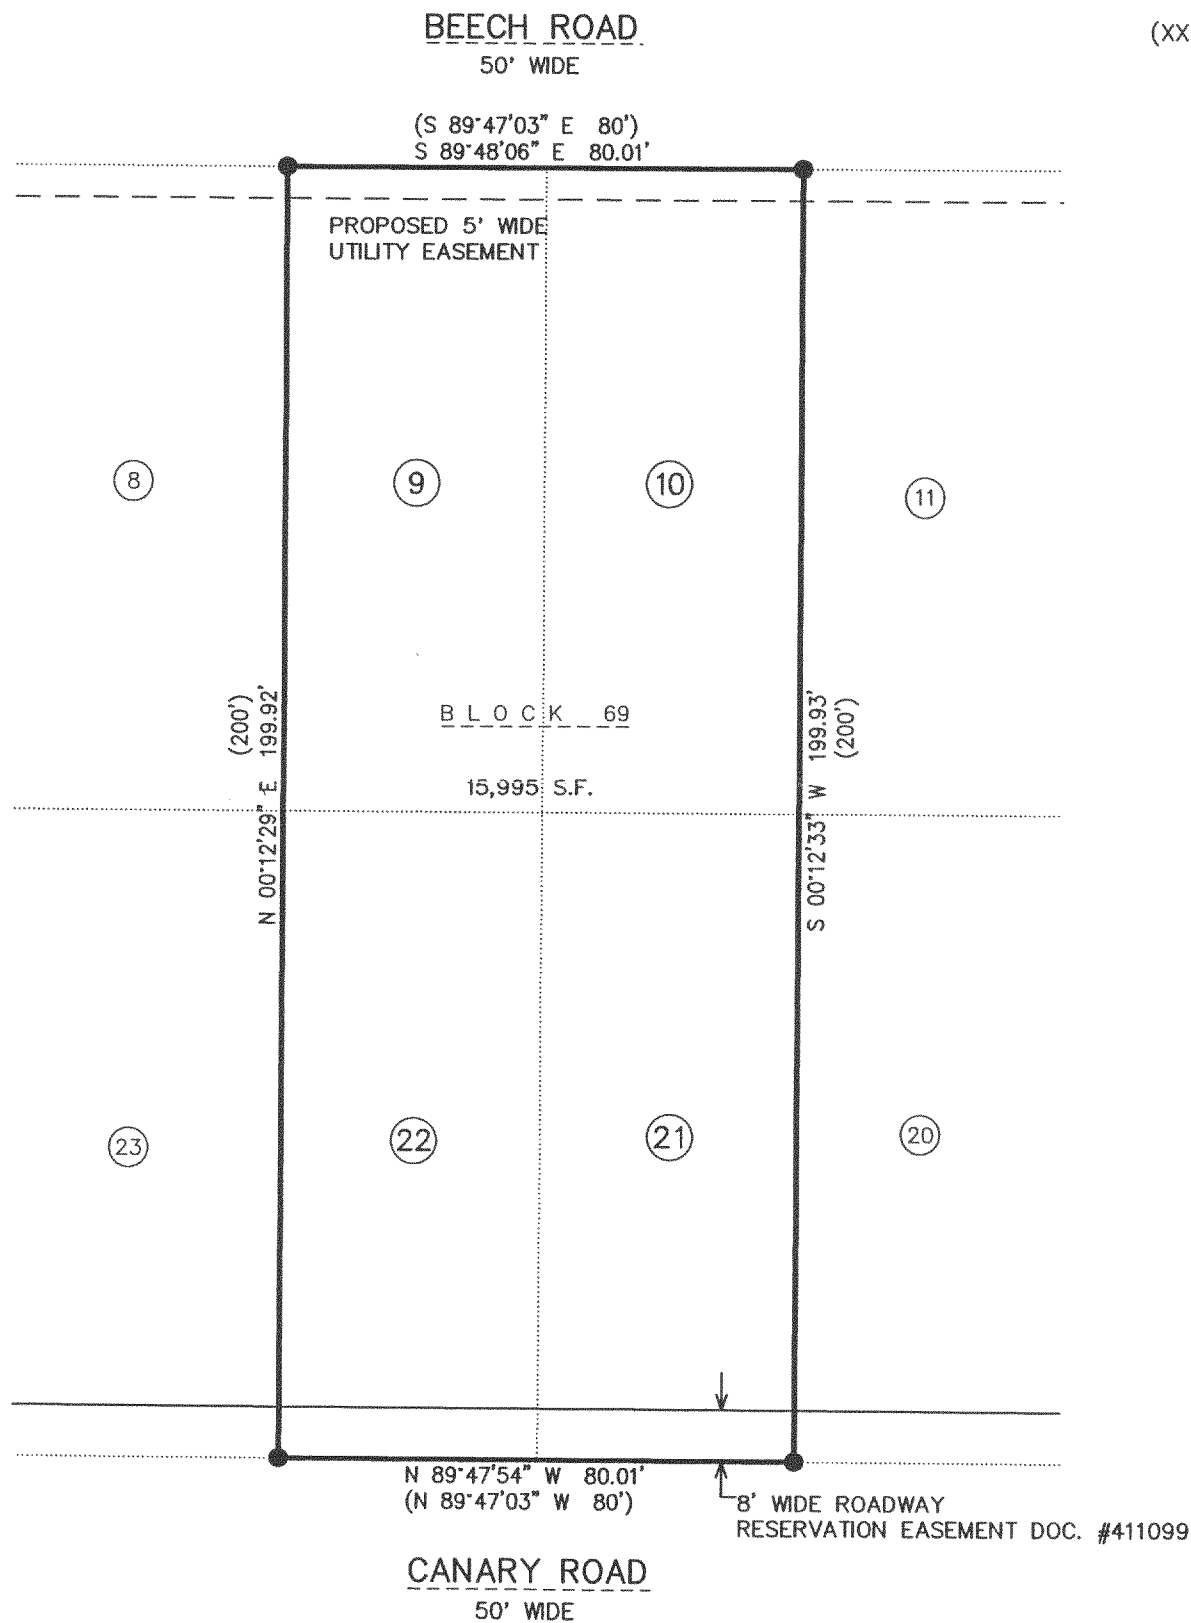 BEECH ROAD
(XX
50' WIDE
(S 89°47'03" E 80')
S 89°48'06" E 80.01'
PROPOSED 5' WIDE
UTILITY EASEMENT
8
9
10
11
(200')
N 00°12'29" E 199.92'
BLOCK 69
15,995 S.F.
S 00°12'33" W 199.93'
(200')
23
22
21
20
N 89°47'54" W 80.01'
(N 89°47'03" W 80')
8' WIDE ROADWAY
RESERVATION EASEMENT DOC. #411099
CANARY ROAD
50' WIDE